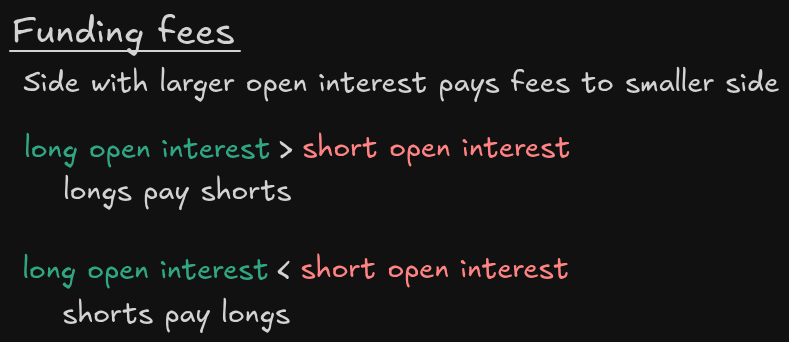 Funding fees
Side with larger open interest pays fees to smaller side
long open interest > short open interest
longs pay shorts
long open interest < short open interest
shorts pay longs